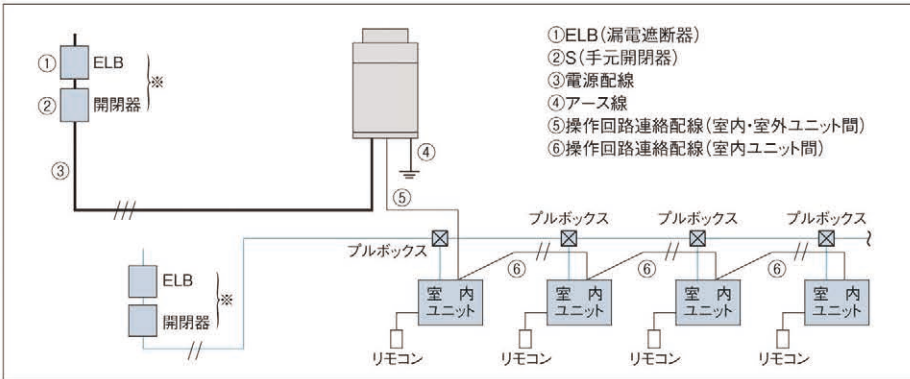 ①ELB(漏電遮断器)
②S(手元開閉器)
③電源配線
④アース線
⑤操作回路連絡配線(室内・室外ユニット間)
⑥操作回路連絡配線(室内ユニット間)
① ELB
※
② 開閉器
③
④
⑤
プルボックス
プルボックス
プルボックス
プルボックス
⑥
⑥
⑥
ELB
※
開閉器
室 内
ユニット
室 内
ユニット
室 内
ユニット
室 内
ユニット
リモコン
リモコン
リモコン
リモコン